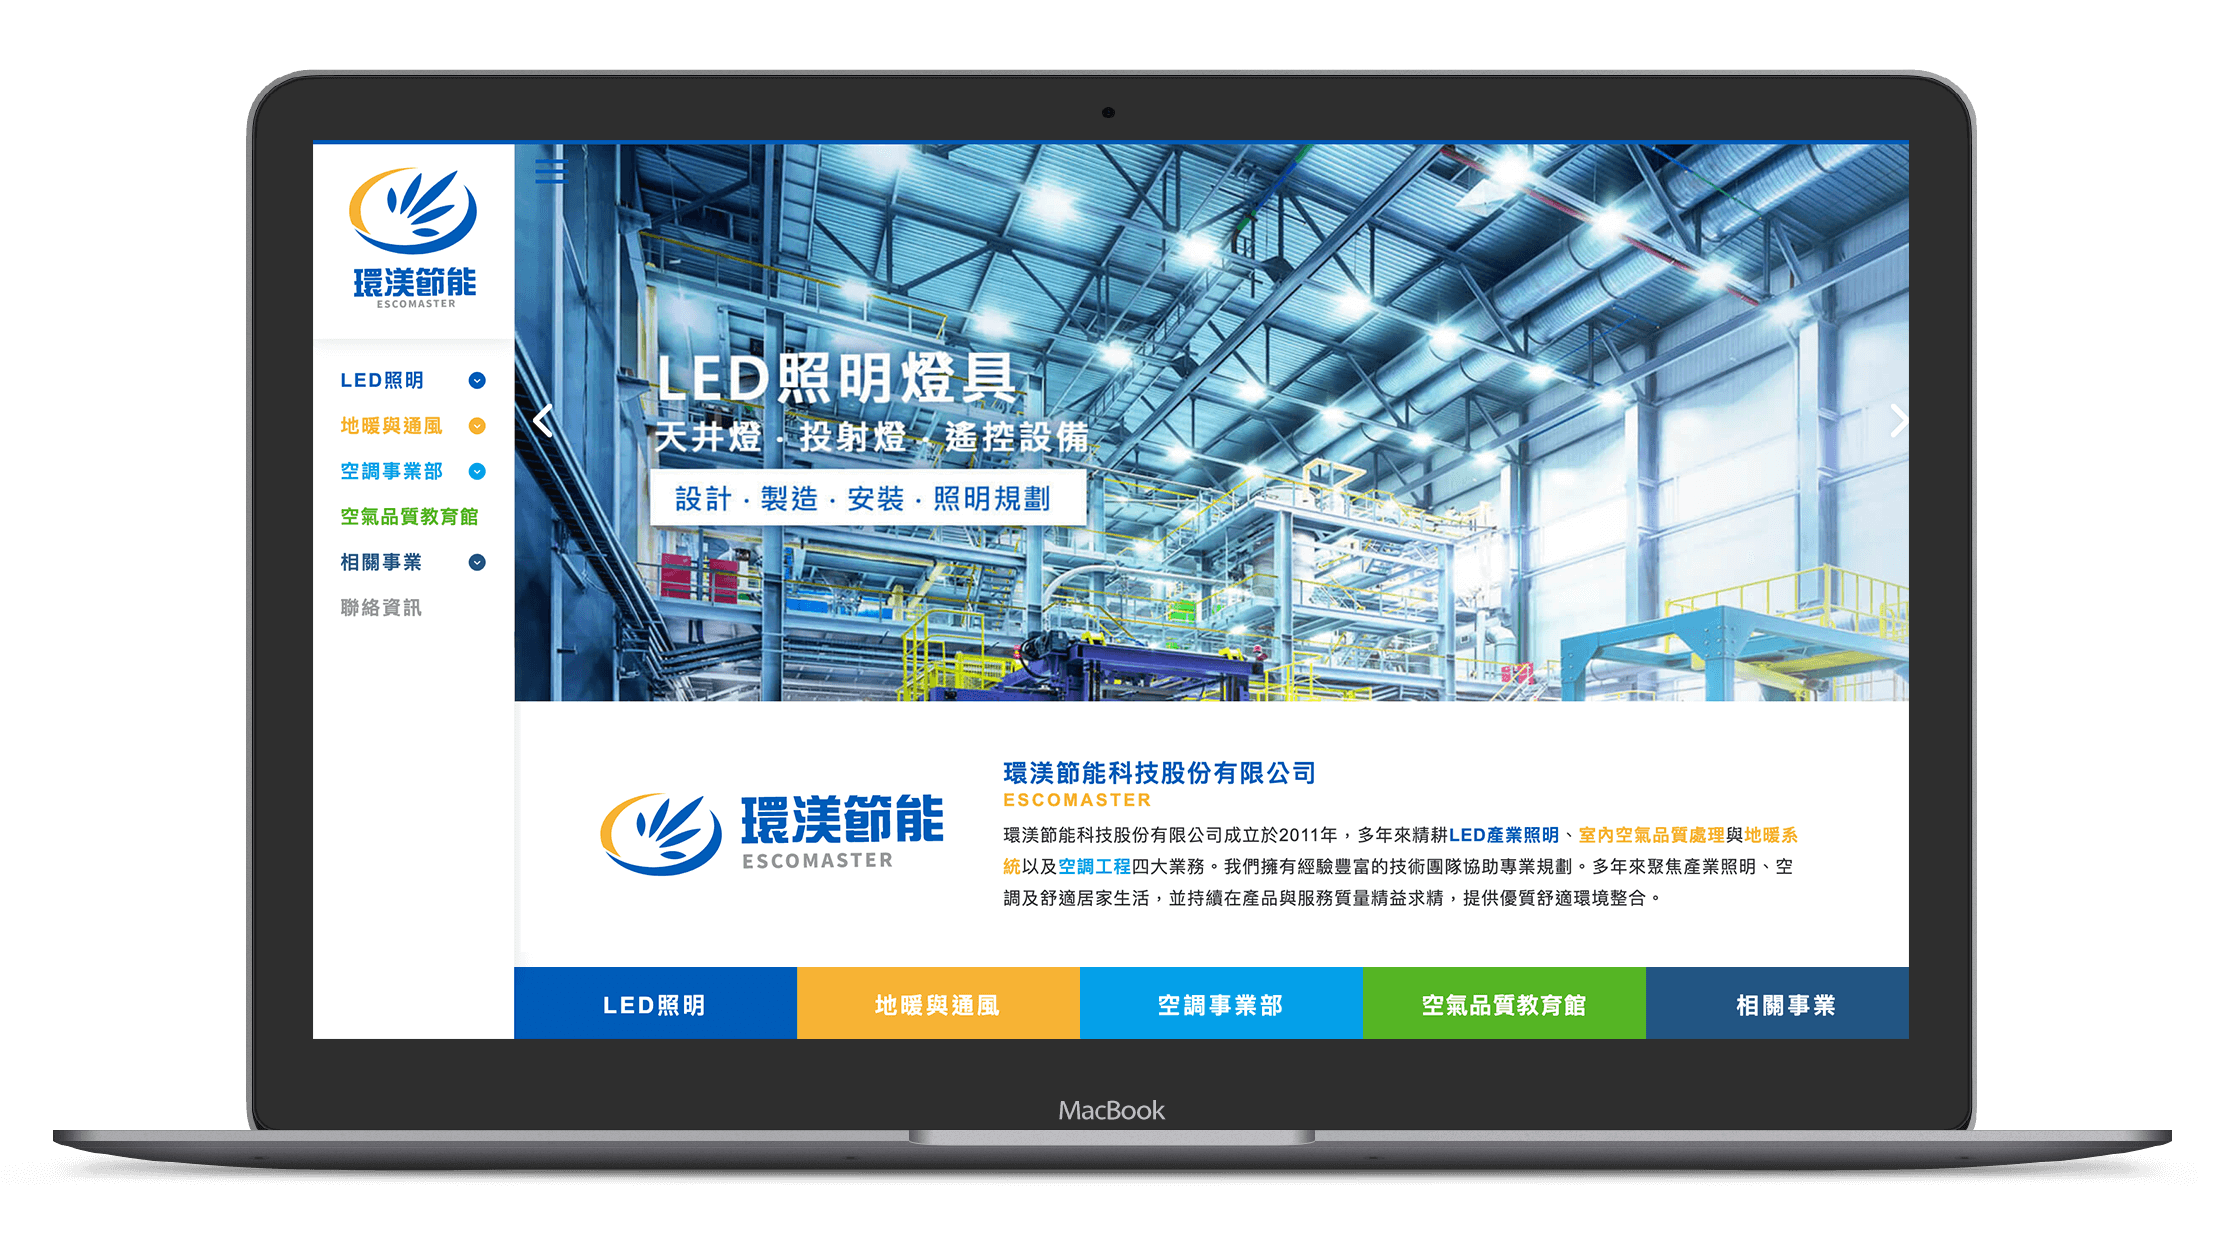 環渼節能
ESCOMASTER
LED照明
地暖與通風
空調事業部
空氣品質教育館
相關事業
聯絡資訊
LED照明燈具
天井燈．投射燈．遙控設備
設計．製造．安裝．照明規劃
環渼節能
ESCOMASTER
環渼節能科技股份有限公司
ESCOMASTER
環渼節能科技股份有限公司成立於2011年，多年來精耕LED產業照明、室內空氣品質處理與地暖系
統以及空調工程四大業務。我們擁有經驗豐富的技術團隊協助專業規劃。多年來聚焦產業照明、空
調及舒適居家生活，並持續在產品與服務質量精益求精，提供優質舒適環境整合。
LED照明
地暖與通風
空調事業部
空氣品質教育館
相關事業
MacBook